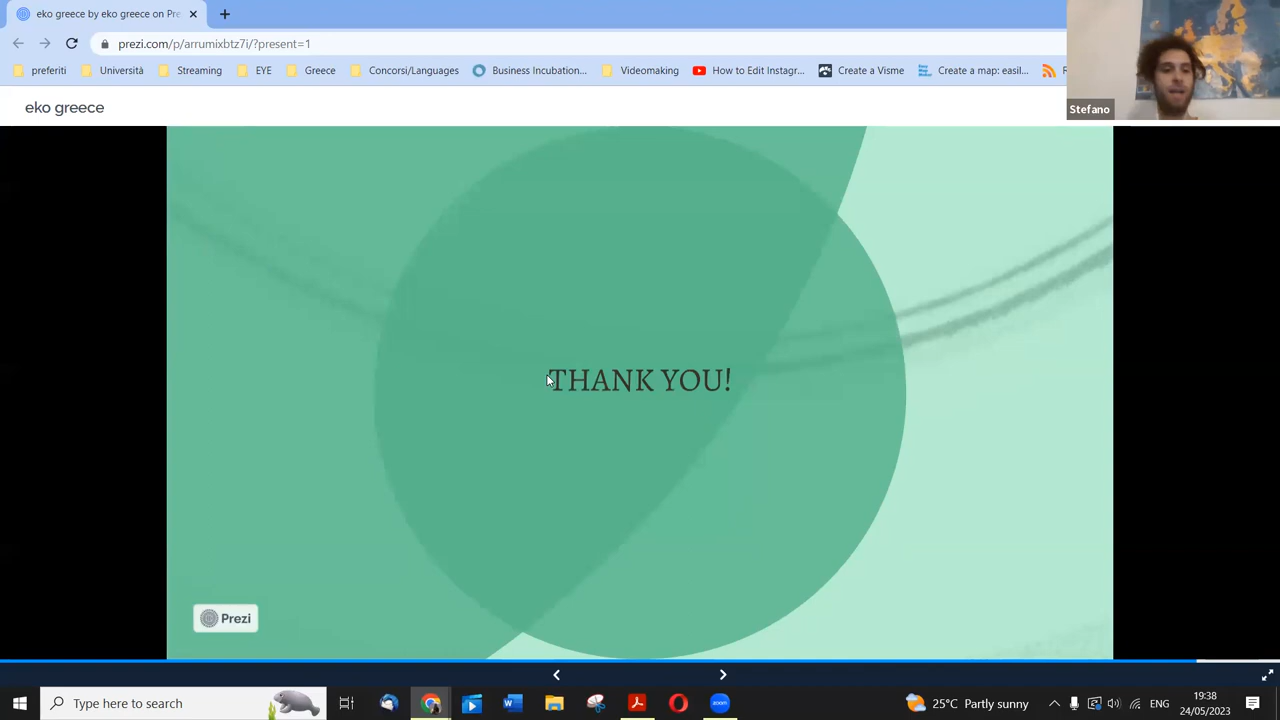 eko greece by eko greece on Pre
prezi.com/p/arrumixbtz7i/?present=1
preferiti
Università
Streaming
EYE
Greece
Concorsi/Languages
Business Incubation...
Videomaking
How to Edit Instagr...
Create a Visme
Create a map: easil...
Stefano
eko greece
THANK YOU!
Prezi
Type here to search
25°C Partly sunny
ENG
19:38
24/05/2023